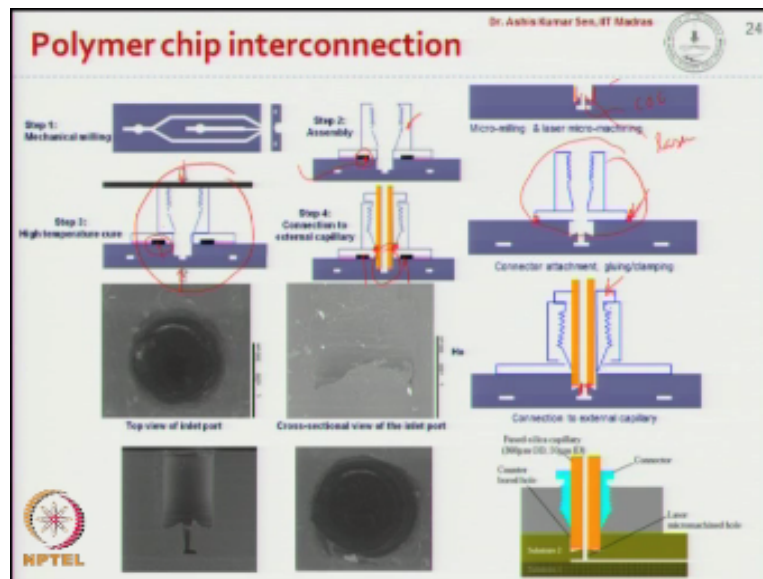 Dr. Ashis Kumar Sen, IIT Madras
24
Polymer chip interconnection
Step 1:
Mechanical milling
Step 2:
Assembly
COC
laser
Micro-milling & laser micro-machining
Step 3:
High temperature cure
Step 4:
Connection to
external capillary
Connector attachment, gluing/clamping
He
Top view of inlet port
Cross-sectional view of the inlet port
Connection to external capillary
Fused silica capillary
Connector
Counter
bored hole
Laser
micromachined hole
Substrate 2
NPTEL